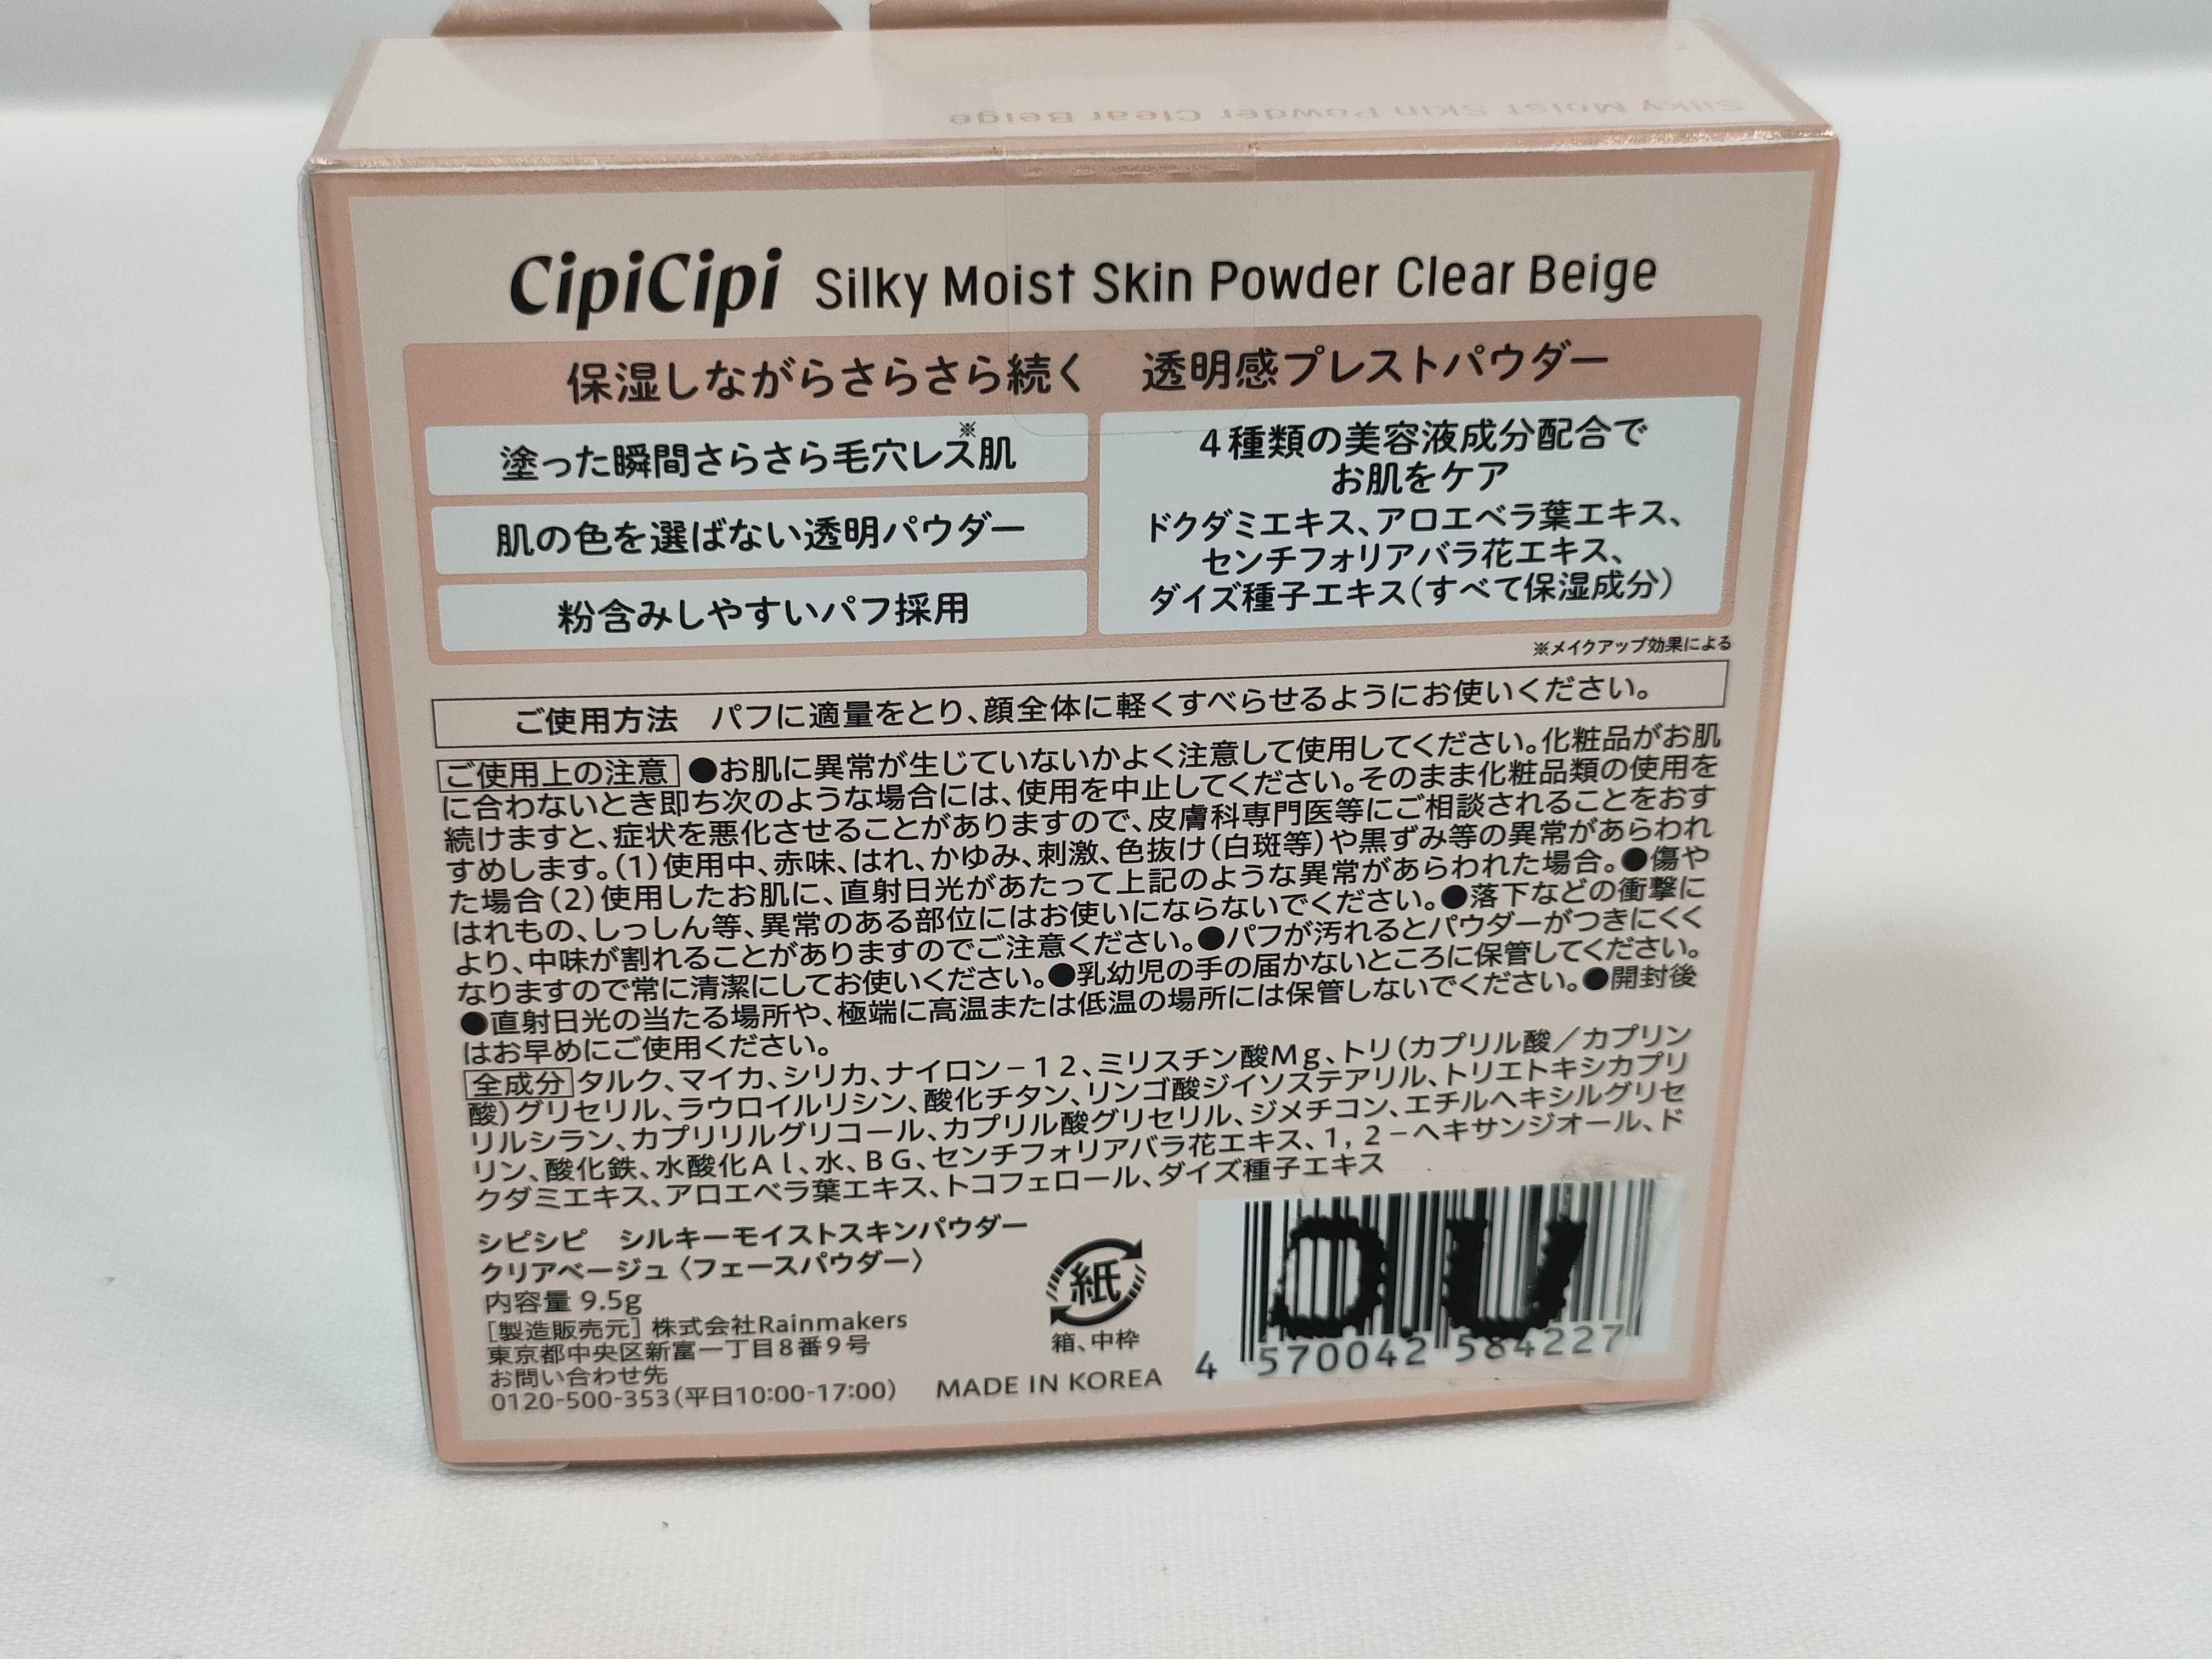 Silky Moist Skin Powder Clear Beige
CipiCipi Silky Moist Skin Powder Clear Beige
保湿しながらさらさら続く 透明感プレストパウダー
塗った瞬間さらさら毛穴レス※肌
肌の色を選ばない透明パウダー
粉含みしやすいパフ採用
4種類の美容液成分配合で
お肌をケア
ドクダミエキス、アロエベラ葉エキス、
センチフォリアバラ花エキス、
ダイズ種子エキス(すべて保湿成分)
※メイクアップ効果による
ご使用方法 パフに適量をとり、顔全体に軽くすべらせるようにお使いください。
ご使用上の注意 ●お肌に異常が生じていないかよく注意して使用してください。化粧品がお肌
に合わないとき即ち次のような場合には、使用を中止してください。そのまま化粧品類の使用を
続けますと、症状を悪化させることがありますので、皮膚科専門医等にご相談されることをおす
すめします。(1)使用中、赤味、はれ、かゆみ、刺激、色抜け(白斑等)や黒ずみ等の異常があらわれ
た場合(2)使用したお肌に、直射日光があたって上記のような異常があらわれた場合。●傷や
はれもの、しっしん等、異常のある部位にはお使いにならないでください。●落下などの衝撃に
より、中味が割れることがありますのでご注意ください。●パフが汚れるとパウダーがつきにくく
なりますので常に清潔にしてお使いください。●乳幼児の手の届かないところに保管してください。
●直射日光の当たる場所や、極端に高温または低温の場所には保管しないでください。●開封後
はお早めにご使用ください。
全成分 タルク、マイカ、シリカ、ナイロン−12、ミリスチン酸Mg、トリ(カプリル酸／カプリン
酸)グリセリル、ラウロイルリシン、酸化チタン、リンゴ酸ジイソステアリル、トリエトキシカプリ
リルシラン、カプリリルグリコール、カプリル酸グリセリル、ジメチコン、エチルヘキシルグリセ
リン、酸化鉄、水酸化Al、水、BG、センチフォリアバラ花エキス、1,2−ヘキサンジオール、ド
クダミエキス、アロエベラ葉エキス、トコフェロール、ダイズ種子エキス
シピシピ シルキーモイストスキンパウダー
クリアベージュ〈フェースパウダー〉
内容量 9.5g
[製造販売元] 株式会社Rainmakers
東京都中央区新富一丁目8番9号
お問い合わせ先
0120-500-353(平日10:00-17:00)
紙
箱、中枠
MADE IN KOREA
OU
4 570042 584227